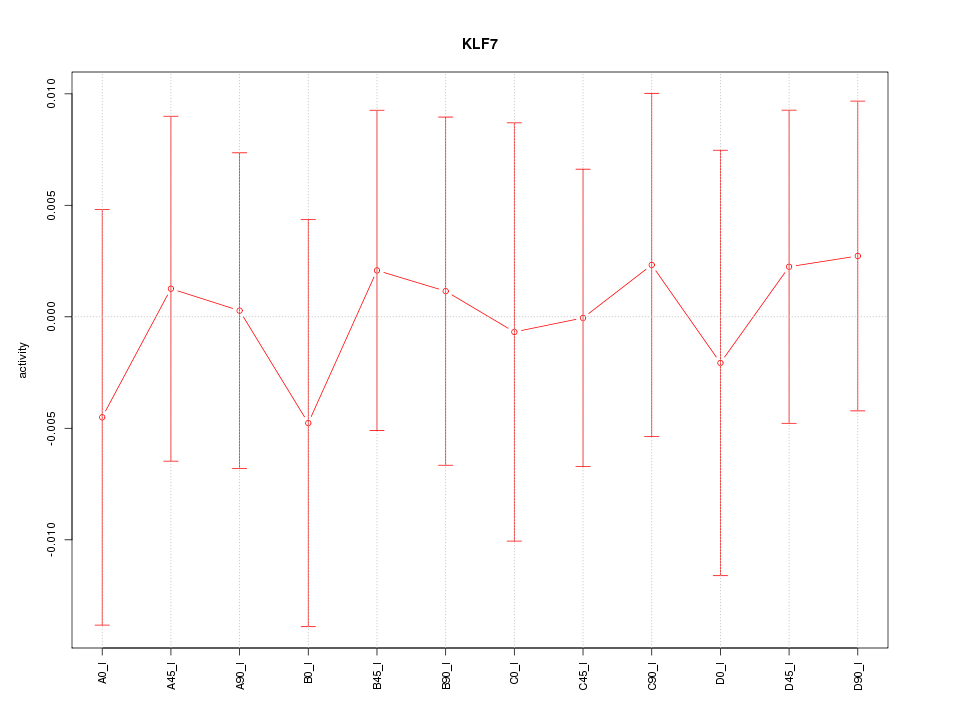 KLF7
activity
0.010
0.005
0.000
-0.005
-0.010
A0_I
A45_I
A90_I
B0_I
B45_I
B90_I
C0_I
C45_I
C90_I
D0_I
D45_I
D90_I